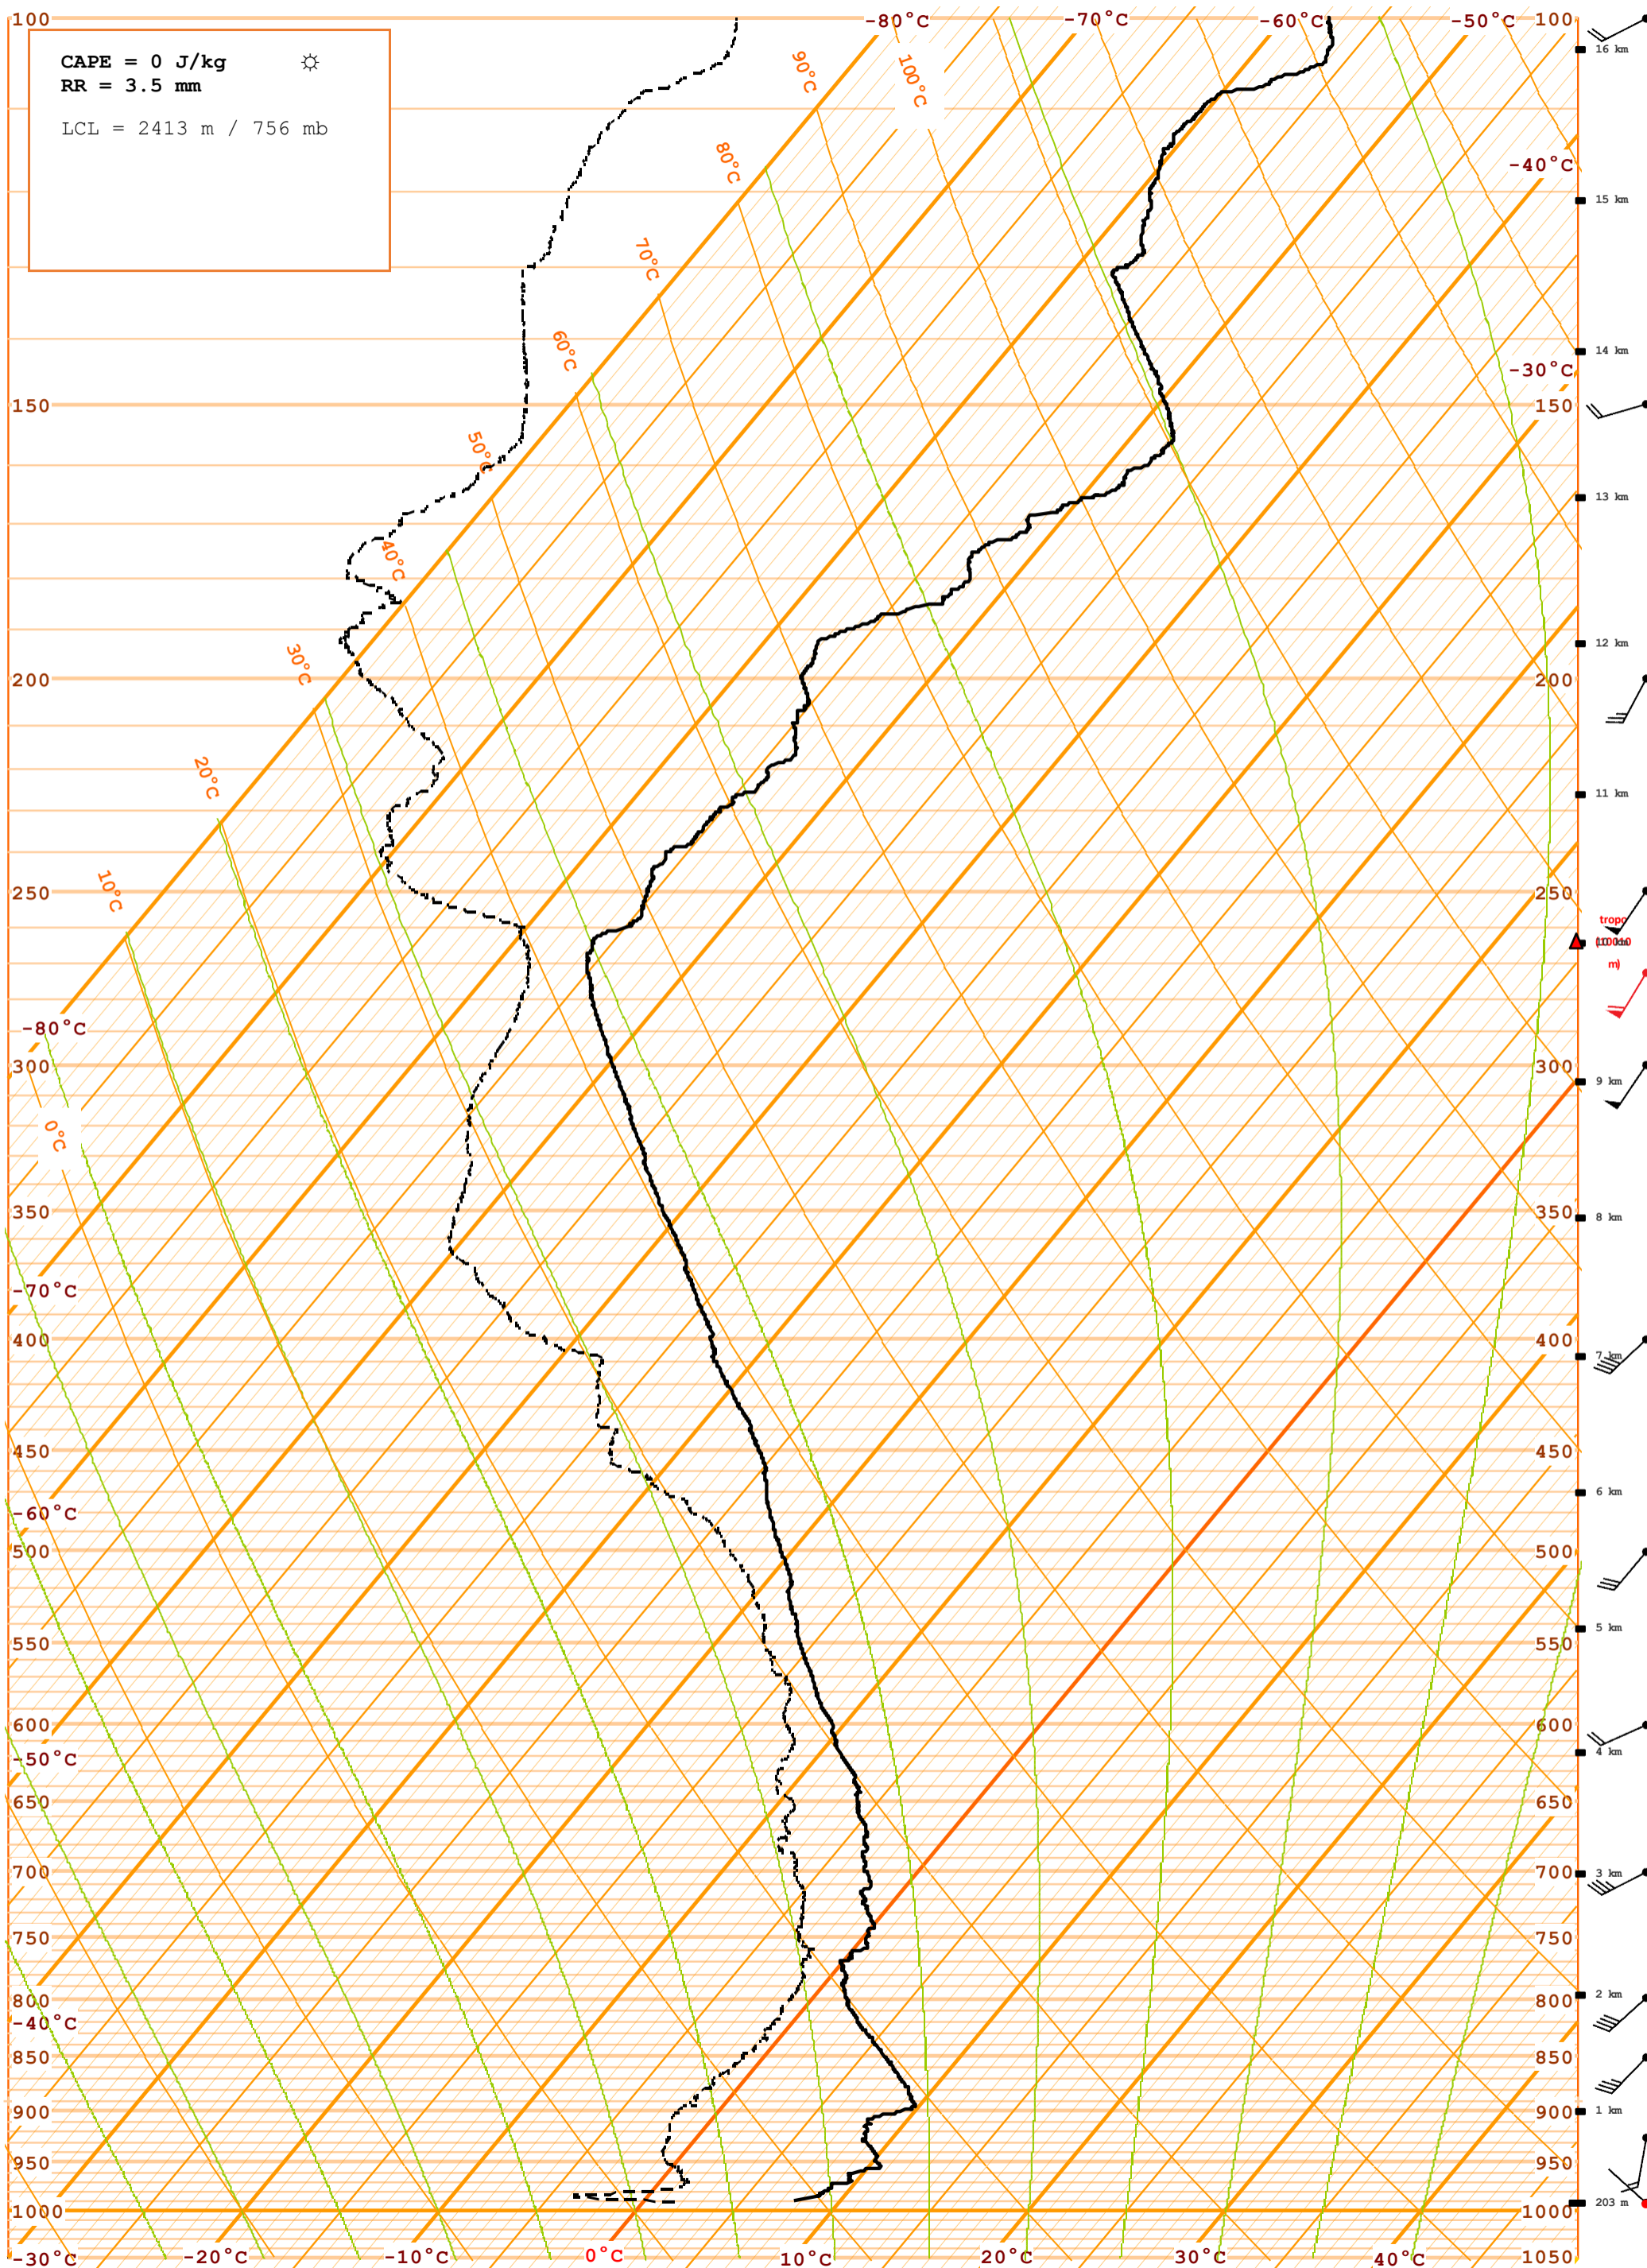 100 -80°C -70°C -60°C -50°C 100
CAPE = 0 J/kg ☼
RR = 3.5 mm
LCL = 2413 m / 756 mb
16 km
90°C 100°C
80°C -40°C
15 km
70°C
60°C 14 km
-30°C
150 150
50°C
13 km
40°C
12 km
30°C
200 200
20°C
11 km
10°C
250 250
tropo
m)
-80°C
300 300
9 km
0°C
350 350
8 km
-70°C
400 400
7 km
450 450
6 km
-60°C
500 500
5 km
550 550
600 600
4 km
-50°C
650 650
700 700
3 km
750 750
2 km
800 800
-40°C
850 850
900 900
1 km
950 950
203 m
1000 1000
-30°C -20°C -10°C 0°C 10°C 20°C 30°C 40°C 1050